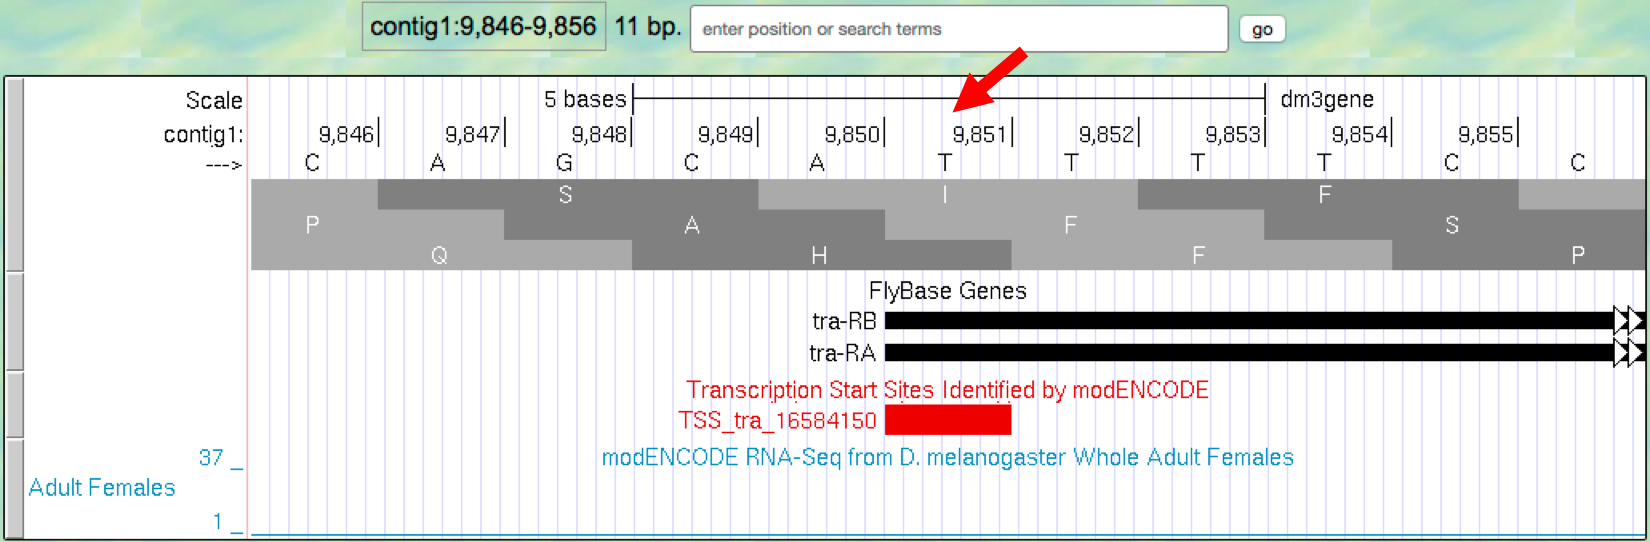 contig1:9,846-9,856 11 bp. enter position or search terms go
Scale 5 bases dm3gene
contig1: 9,846 9,847 9,848 9,849 9,850 9,851 9,852 9,853 9,854 9,855
---> C A G C A T T T T C C
S I F
P A F S
Q H F P
FlyBase Genes
tra-RB
tra-RA
Transcription Start Sites Identified by modENCODE
TSS_tra_16584150
modENCODE RNA-Seq from D. melanogaster Whole Adult Females
37 _
Adult Females
1 _